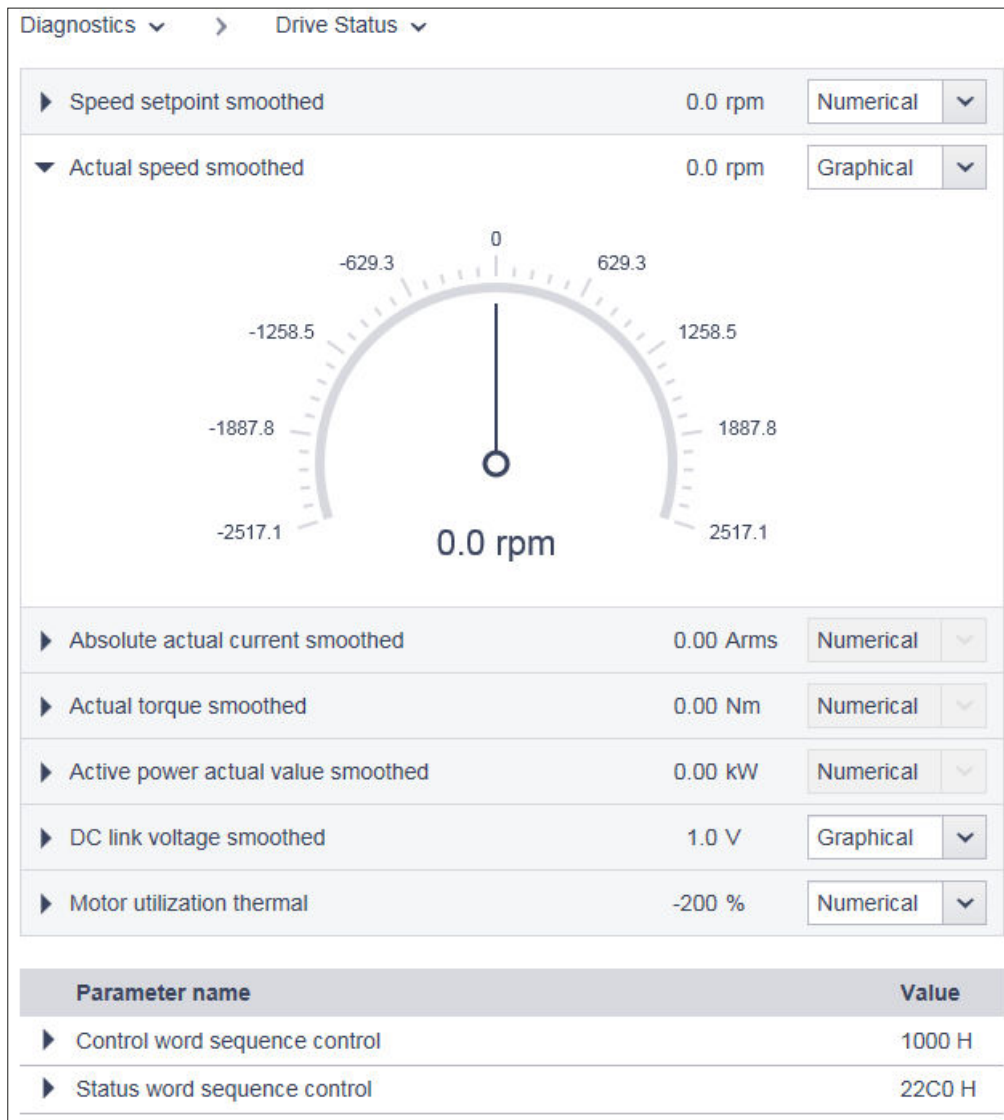 Diagnostics > Drive Status
Speed setpoint smoothed 0.0 rpm Numerical
Actual speed smoothed 0.0 rpm Graphical
0
-629.3 629.3
-1258.5 1258.5
-1887.8 1887.8
-2517.1 2517.1
0.0 rpm
Absolute actual current smoothed 0.00 Arms Numerical
Actual torque smoothed 0.00 Nm Numerical
Active power actual value smoothed 0.00 kW Numerical
DC link voltage smoothed 1.0 V Graphical
Motor utilization thermal -200 % Numerical
Parameter name Value
Control word sequence control 1000 H
Status word sequence control 22C0 H